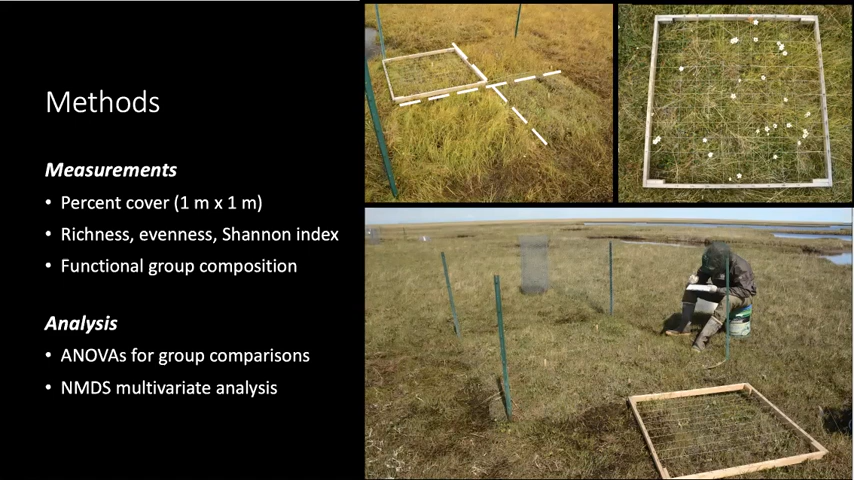 Methods
Measurements
• Percent cover (1 m x 1 m)
• Richness, evenness, Shannon index
• Functional group composition
Analysis
• ANOVAs for group comparisons
• NMDS multivariate analysis